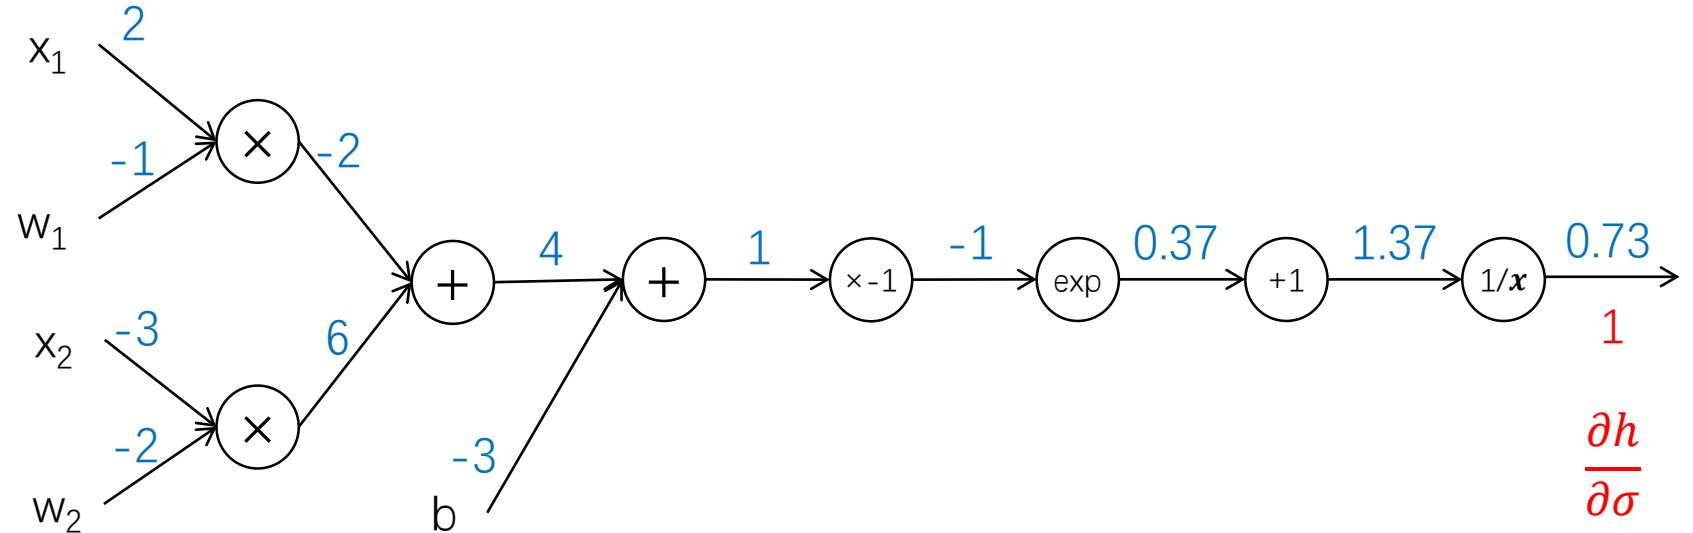 2
x₁
-1
× -2
w₁
+ 4 + 1 ×-1 -1 exp 0.37 +1 1.37 1/x 0.73
1
x₂ -3 6
× -2
w₂
-3
b
∂h
∂σ